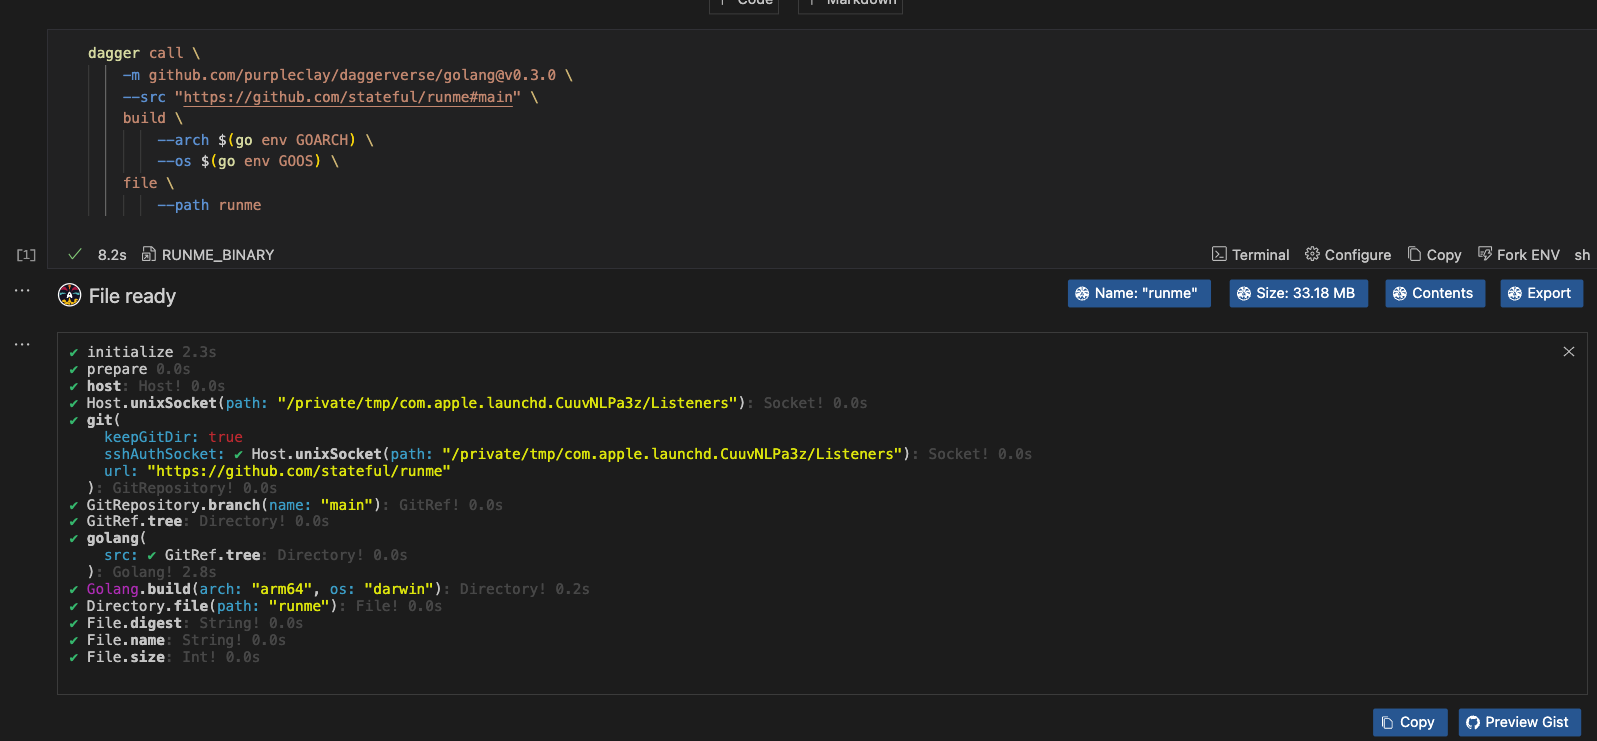 Code Markdown
dagger call \
-m github.com/purpleclay/daggerverse/golang@v0.3.0 \
--src "https://github.com/stateful/runme#main" \
build \
--arch $(go env GOARCH) \
--os $(go env GOOS) \
file \
--path runme
[1] ✓ 8.2s RUNME_BINARY Terminal Configure Copy Fork ENV sh
... File ready Name: "runme" Size: 33.18 MB Contents Export
...
✔ initialize 2.3s
✔ prepare 0.0s
✔ host: Host! 0.0s
✔ Host.unixSocket(path: "/private/tmp/com.apple.launchd.CuuvNLPa3z/Listeners"): Socket! 0.0s
✔ git(
keepGitDir: true
sshAuthSocket: ✔ Host.unixSocket(path: "/private/tmp/com.apple.launchd.CuuvNLPa3z/Listeners"): Socket! 0.0s
url: "https://github.com/stateful/runme"
): GitRepository! 0.0s
✔ GitRepository.branch(name: "main"): GitRef! 0.0s
✔ GitRef.tree: Directory! 0.0s
✔ golang(
src: ✔ GitRef.tree: Directory! 0.0s
): Golang! 2.8s
✔ Golang.build(arch: "arm64", os: "darwin"): Directory! 0.2s
✔ Directory.file(path: "runme"): File! 0.0s
✔ File.digest: String! 0.0s
✔ File.name: String! 0.0s
✔ File.size: Int! 0.0s
Copy Preview Gist